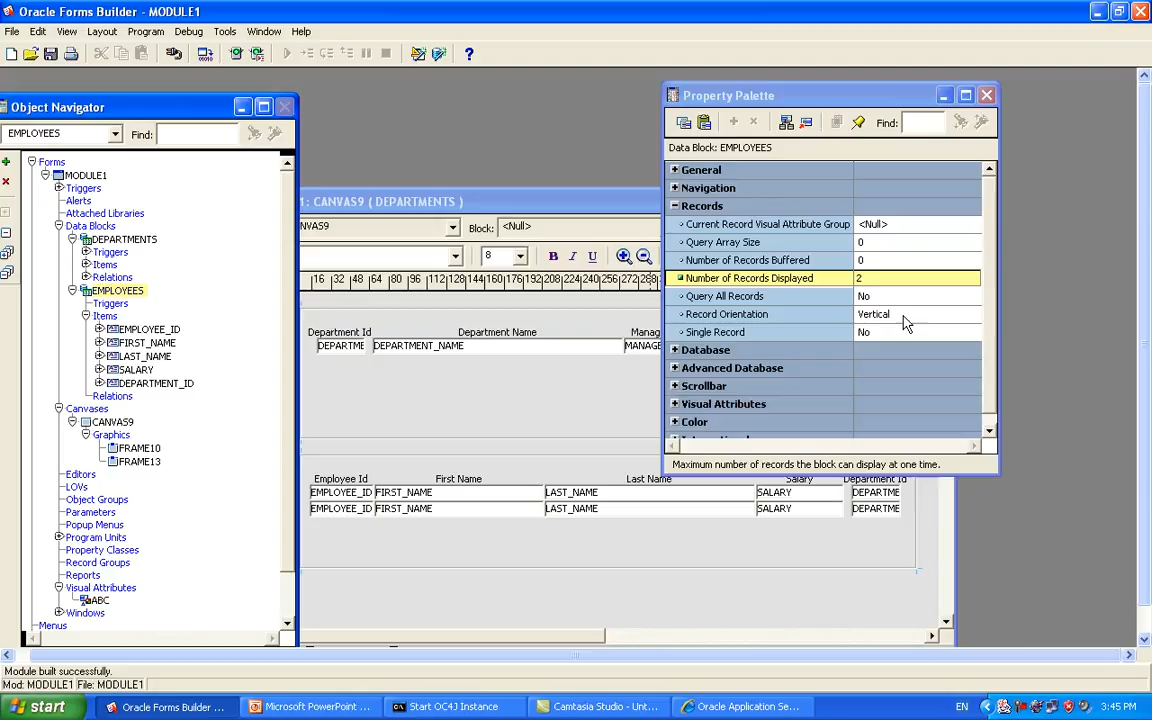 Oracle Forms Builder - MODULE1
File Edit View Layout Program Debug Tools Window Help
Object Navigator
EMPLOYEES
Find:
Forms
MODULE1
Triggers
Alerts
Attached Libraries
Data Blocks
DEPARTMENTS
Triggers
Items
Relations
EMPLOYEES
Triggers
Items
EMPLOYEE_ID
FIRST_NAME
LAST_NAME
SALARY
DEPARTMENT_ID
Relations
Canvases
CANVAS9
Graphics
FRAME10
FRAME13
Editors
LOVs
Object Groups
Parameters
Popup Menus
Program Units
Property Classes
Record Groups
Reports
Visual Attributes
ABC
Windows
Menus
1: CANVAS9 ( DEPARTMENTS )
NVAS9 Block: <Null>
8 B I U
16 32 48 64 80 96 112 128 144 160 176 192 208 224 240 256 272 288
Department Id Department Name Manag
DEPARTME DEPARTMENT_NAME MANAGE
Employee Id First Name Last Name Salary Department Id
EMPLOYEE_ID FIRST_NAME LAST_NAME SALARY DEPARTME
EMPLOYEE_ID FIRST_NAME LAST_NAME SALARY DEPARTME
Property Palette
Find:
Data Block: EMPLOYEES
General
Navigation
Records
Current Record Visual Attribute Group <Null>
Query Array Size 0
Number of Records Buffered 0
Number of Records Displayed 2
Query All Records No
Record Orientation Vertical
Single Record No
Database
Advanced Database
Scrollbar
Visual Attributes
Color
Maximum number of records the block can display at one time.
Module built successfully.
Mod: MODULE1 File: MODULE1
start Oracle Forms Builder ... Microsoft PowerPoint ... Start OC4J Instance Camtasia Studio - Unt... Oracle Application Se... EN 3:45 PM